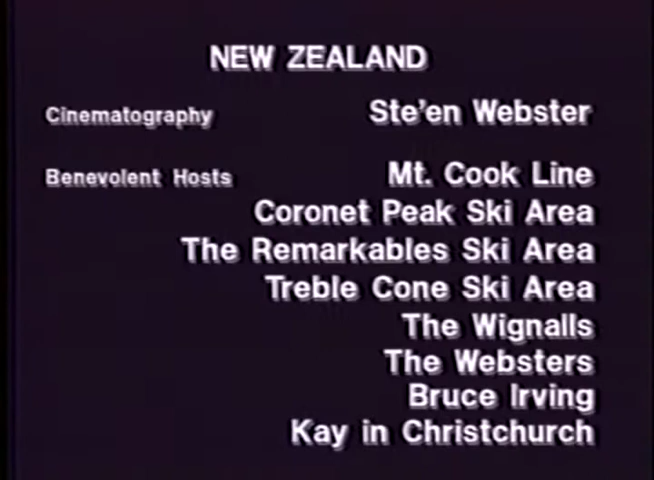 NEW ZEALAND
Cinematography Ste'en Webster
Benevolent Hosts Mt. Cook Line
Coronet Peak Ski Area
The Remarkables Ski Area
Treble Cone Ski Area
The Wignalls
The Websters
Bruce Irving
Kay in Christchurch